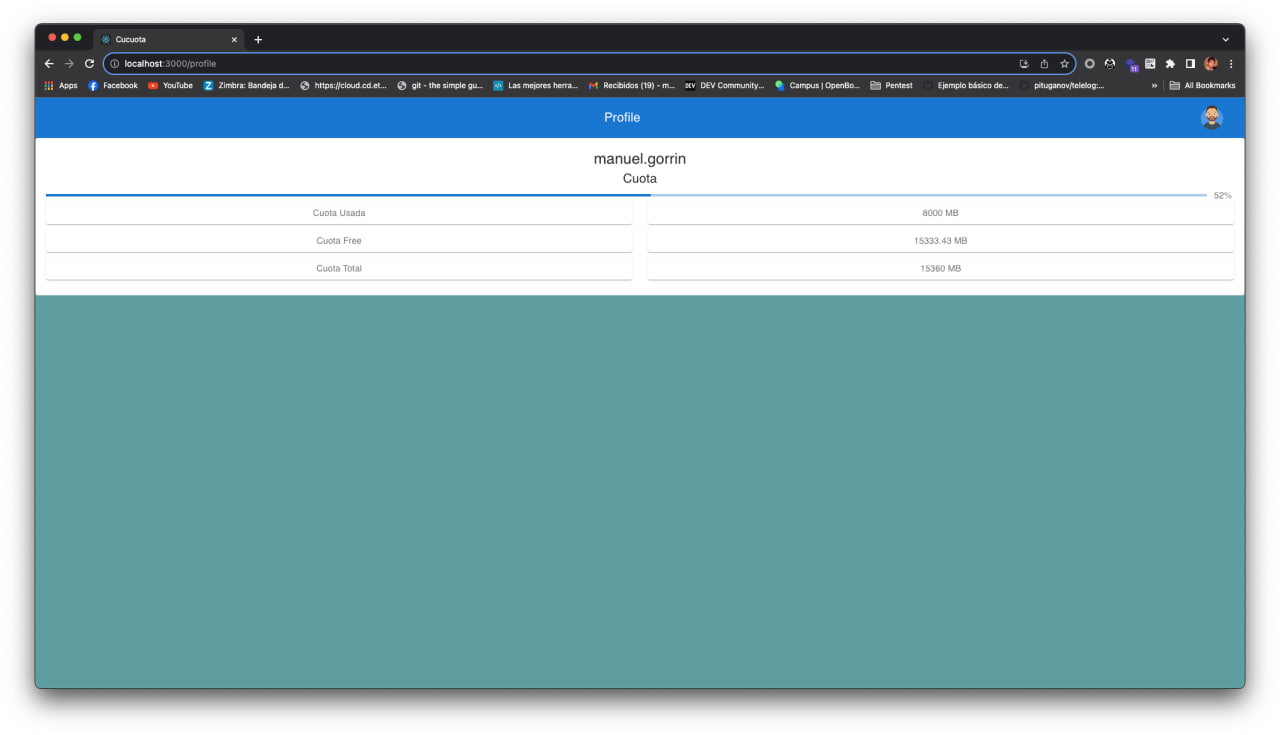 Cucuota
localhost:3000/profile
Apps Facebook YouTube Zimbra: Bandeja d... https://cloud.cd.et... git - the simple gu... Las mejores herra... Recibidos (19) – m... DEV DEV Community... Campus | OpenBo... Pentest Ejemplo básico de... pituganov/telelog:... » All Bookmarks
Profile
manuel.gorrin
Cuota
52%
Cuota Usada 8000 MB
Cuota Free 15333.43 MB
Cuota Total 15360 MB